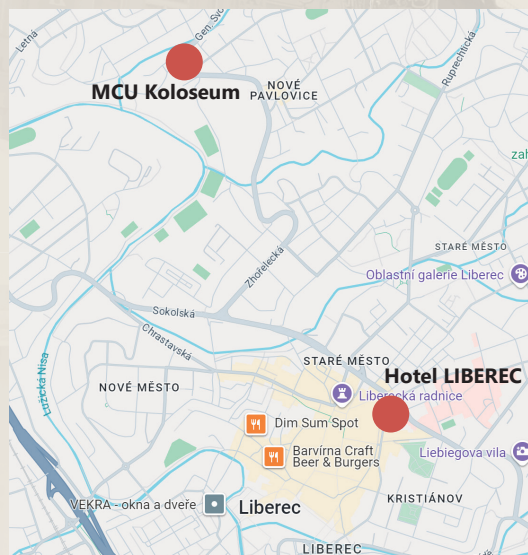 Letná
Gen. Svo
MCU Koloseum
NOVÉ
PAVLOVICE
Ruprechtická
zah
STARÉ MĚSTO
Oblastní galerie Liberec
Zhořelecká
Sokolská
Chrastavská
STARÉ MĚSTO
Hotel LIBEREC
Liberecká radnice
NOVÉ MĚSTO
Lužická Nisa
Dim Sum Spot
Barvírna Craft
Beer & Burgers
Liebiegova vila
KRISTIÁNOV
VEKRA - okna a dveře
Liberec
LIBEREC